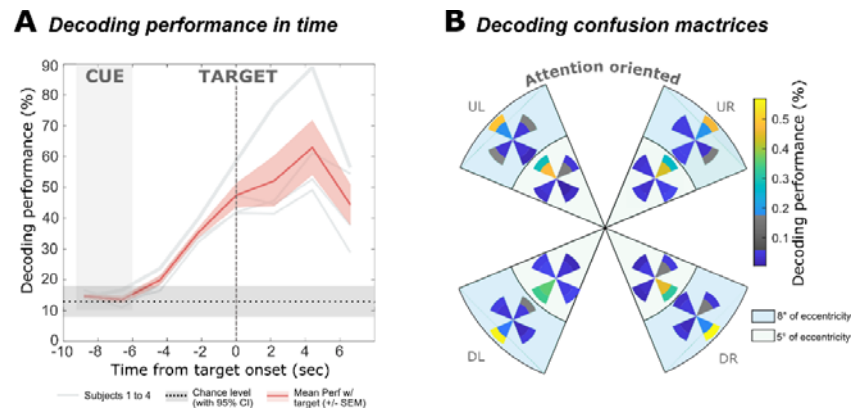 A Decoding performance in time
90
80
70
60
50
40
30
20
10
0
Decoding performance (%)
CUE
TARGET
-10 -8 -6 -4 -2 0 2 4 6
Time from target onset (sec)
Subjects 1 to 4
Chance level
(with 95% CI)
Mean Perf w/
target (+/- SEM)
B Decoding confusion mactrices
Attention oriented
UL
UR
DL
DR
0.5
0.4
0.3
0.2
0.1
Decoding performance (%)
8° of eccentricity
5° of eccentricity